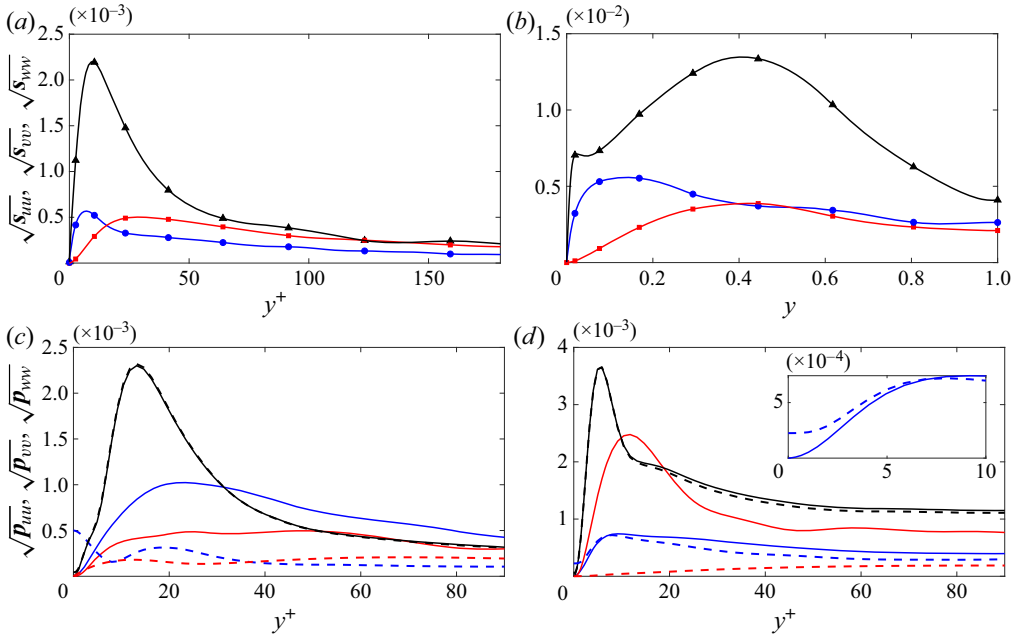 (a) (×10⁻³) (b) (×10⁻²)
2.5 1.5
2.0
√s_uu, √s_vv, √s_ww
1.5 1.0
1.0
0.5
0.5
0 50 100 150 0 0.2 0.4 0.6 0.8 1.0
y⁺ y
(c) (×10⁻³) (d) (×10⁻³)
2.5 4
(×10⁻⁴)
2.0 3 5
√p_uu, √p_vv, √p_ww
1.5
0 5 10
2
1.0
1
0.5
0 20 40 60 80 0 20 40 60 80
y⁺ y⁺